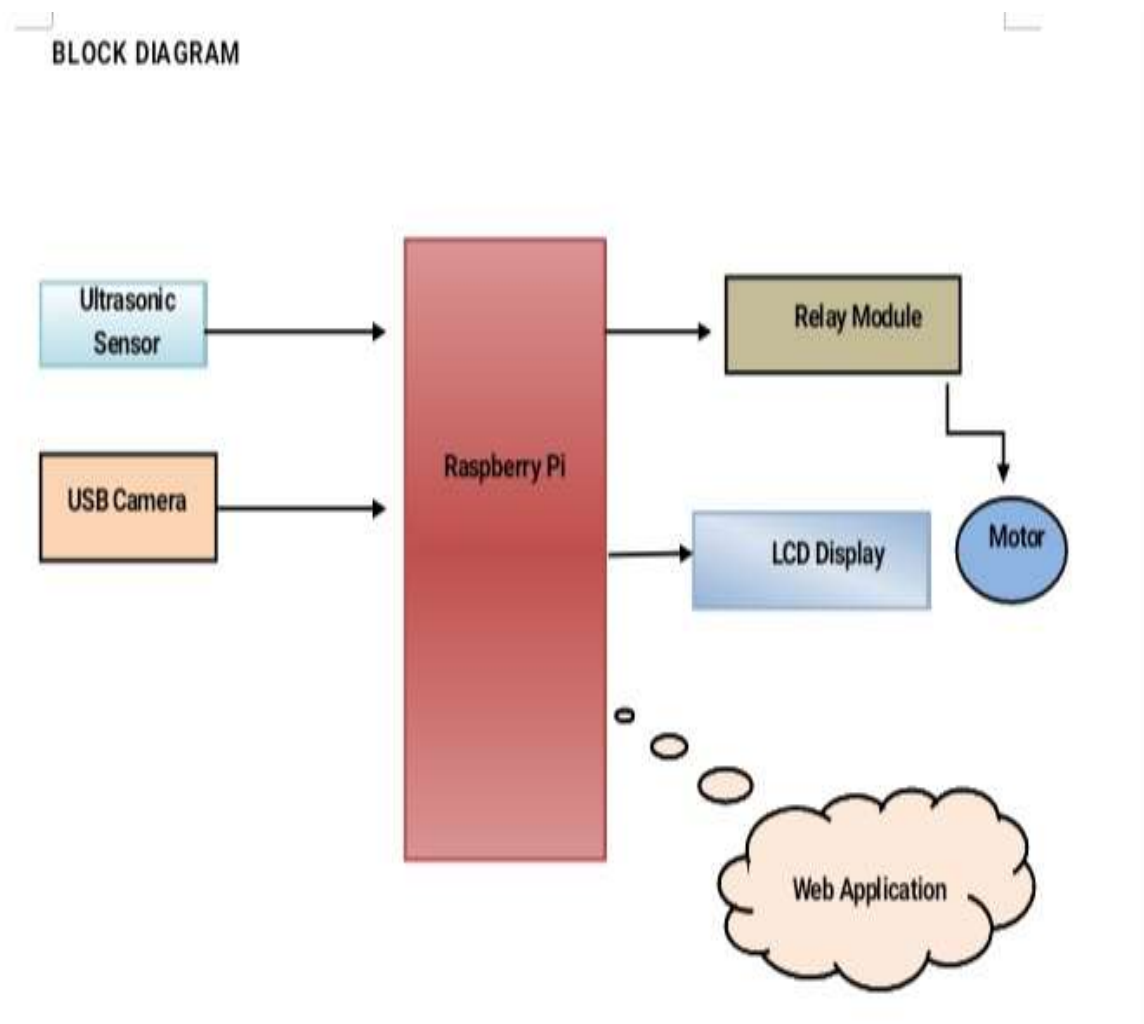 BLOCK DIAGRAM
Ultrasonic
Sensor
Relay Module
Raspberry Pi
USB Camera
Motor
LCD Display
Web Application